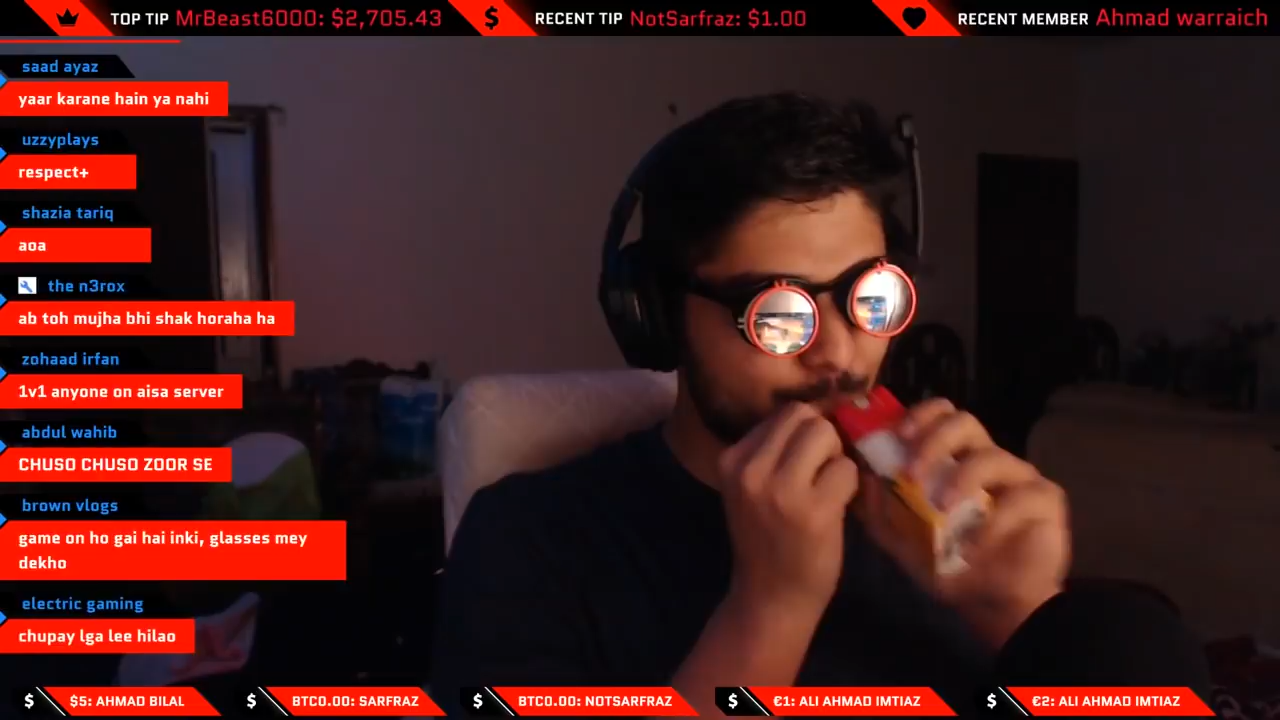 TOP TIP MrBeast6000: $2,705.43
$ RECENT TIP NotSarfraz: $1.00
RECENT MEMBER Ahmad warraich
saad ayaz
yaar karane hain ya nahi
uzzyplays
respect+
shazia tariq
aoa
the n3rox
ab toh mujha bhi shak horaha ha
zohaad irfan
1v1 anyone on aisa server
abdul wahib
CHUSO CHUSO ZOOR SE
brown vlogs
game on ho gai hai inki, glasses mey
dekho
electric gaming
chupay lga lee hilao
$ $5: AHMAD BILAL
$ BTC0.00: SARFRAZ
$ BTC0.00: NOTSARFRAZ
$ €1: ALI AHMAD IMTIAZ
$ €2: ALI AHMAD IMTIAZ